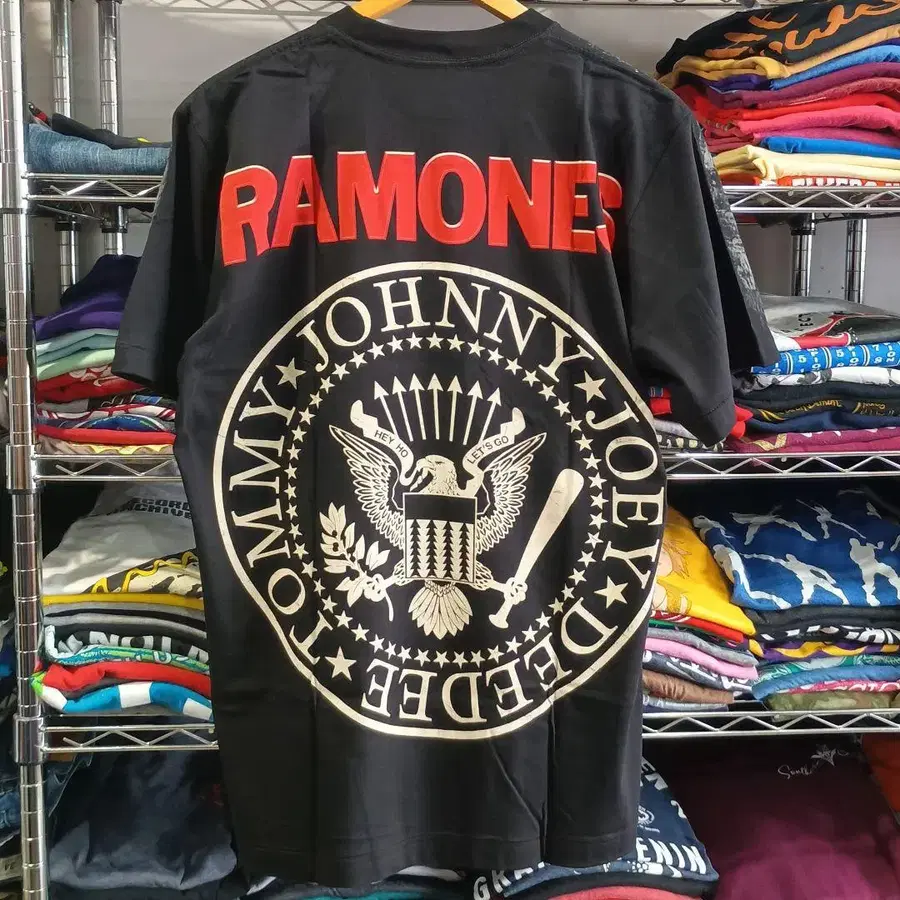 RAMONES
JOHNNY
JOEY
DEEDEE
TOMMY
HEY HO
LET'S GO